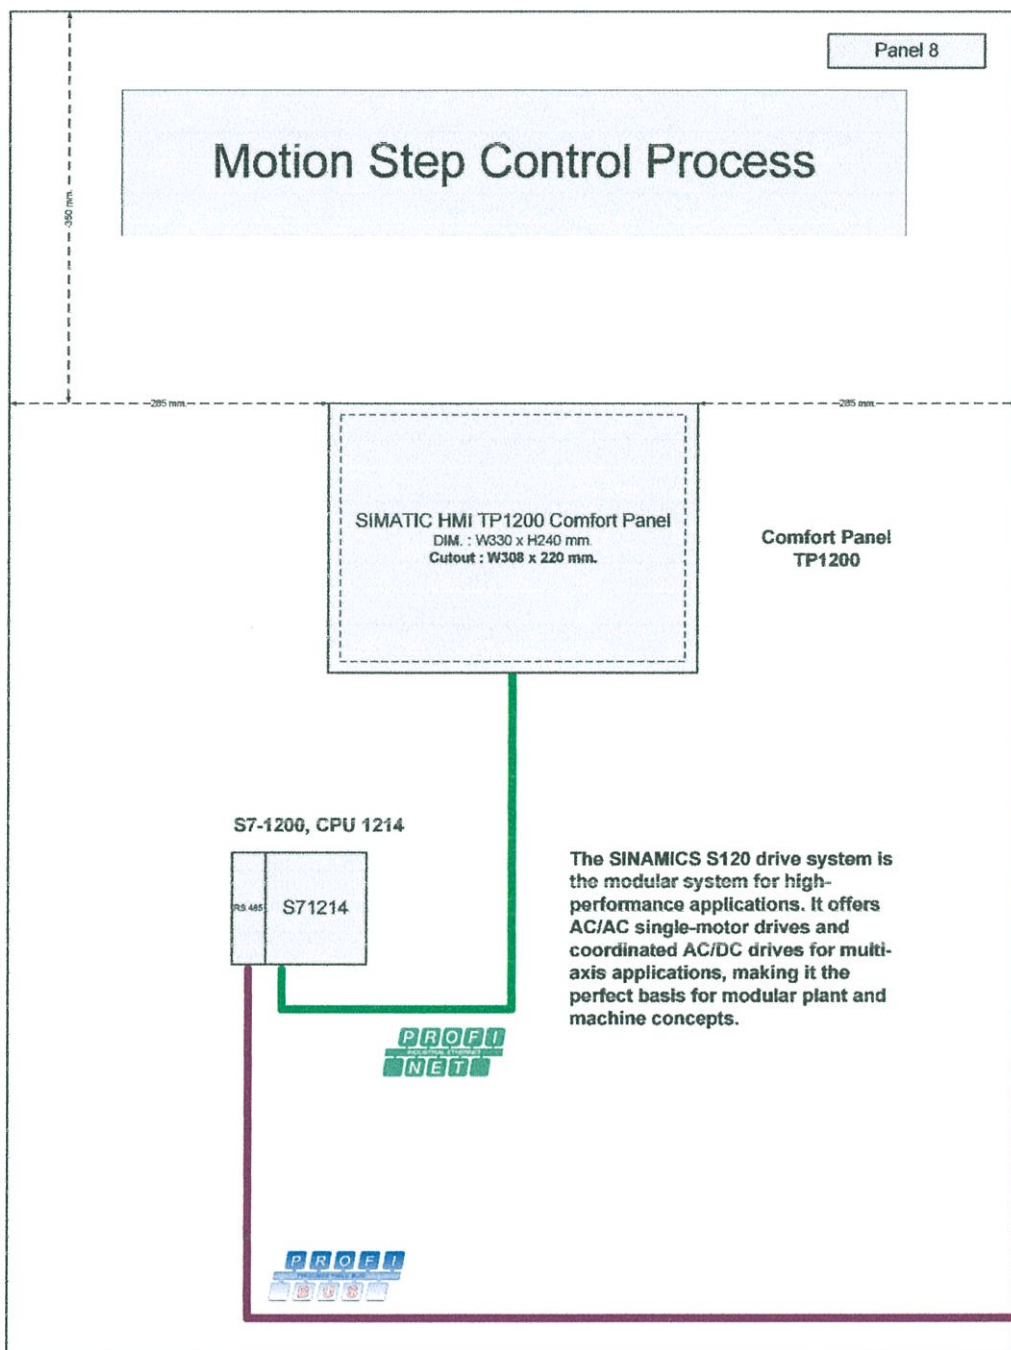 Panel 8
Motion Step Control Process
350 mm.
285 mm.
285 mm.
SIMATIC HMI TP1200 Comfort Panel
DIM. : W330 x H240 mm.
Cutout : W308 x 220 mm.
Comfort Panel
TP1200
S7-1200, CPU 1214
RS 485
S71214
The SINAMICS S120 drive system is
the modular system for high-
performance applications. It offers
AC/AC single-motor drives and
coordinated AC/DC drives for multi-
axis applications, making it the
perfect basis for modular plant and
machine concepts.
PROFI
INDUSTRIAL ETHERNET
NET
PROFI
BUS